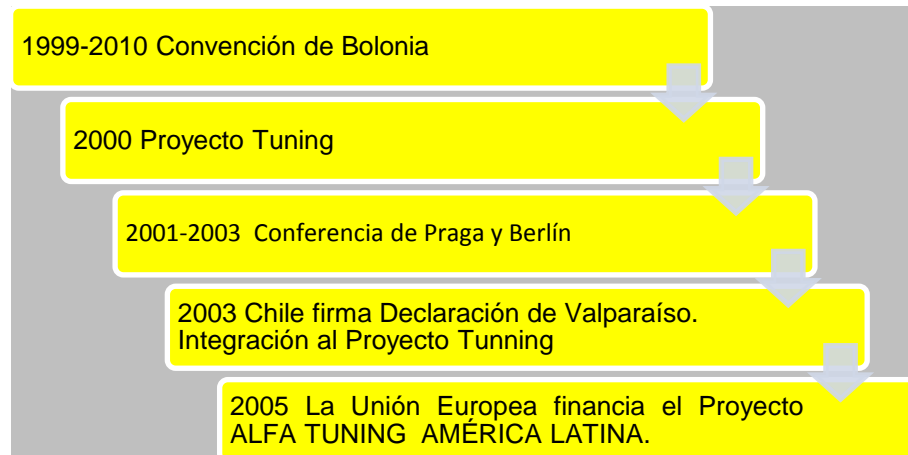 1999-2010 Convención de Bolonia
2000 Proyecto Tuning
2001-2003 Conferencia de Praga y Berlín
2003 Chile firma Declaración de Valparaíso.
Integración al Proyecto Tunning
2005 La Unión Europea financia el Proyecto
ALFA TUNING AMÉRICA LATINA.